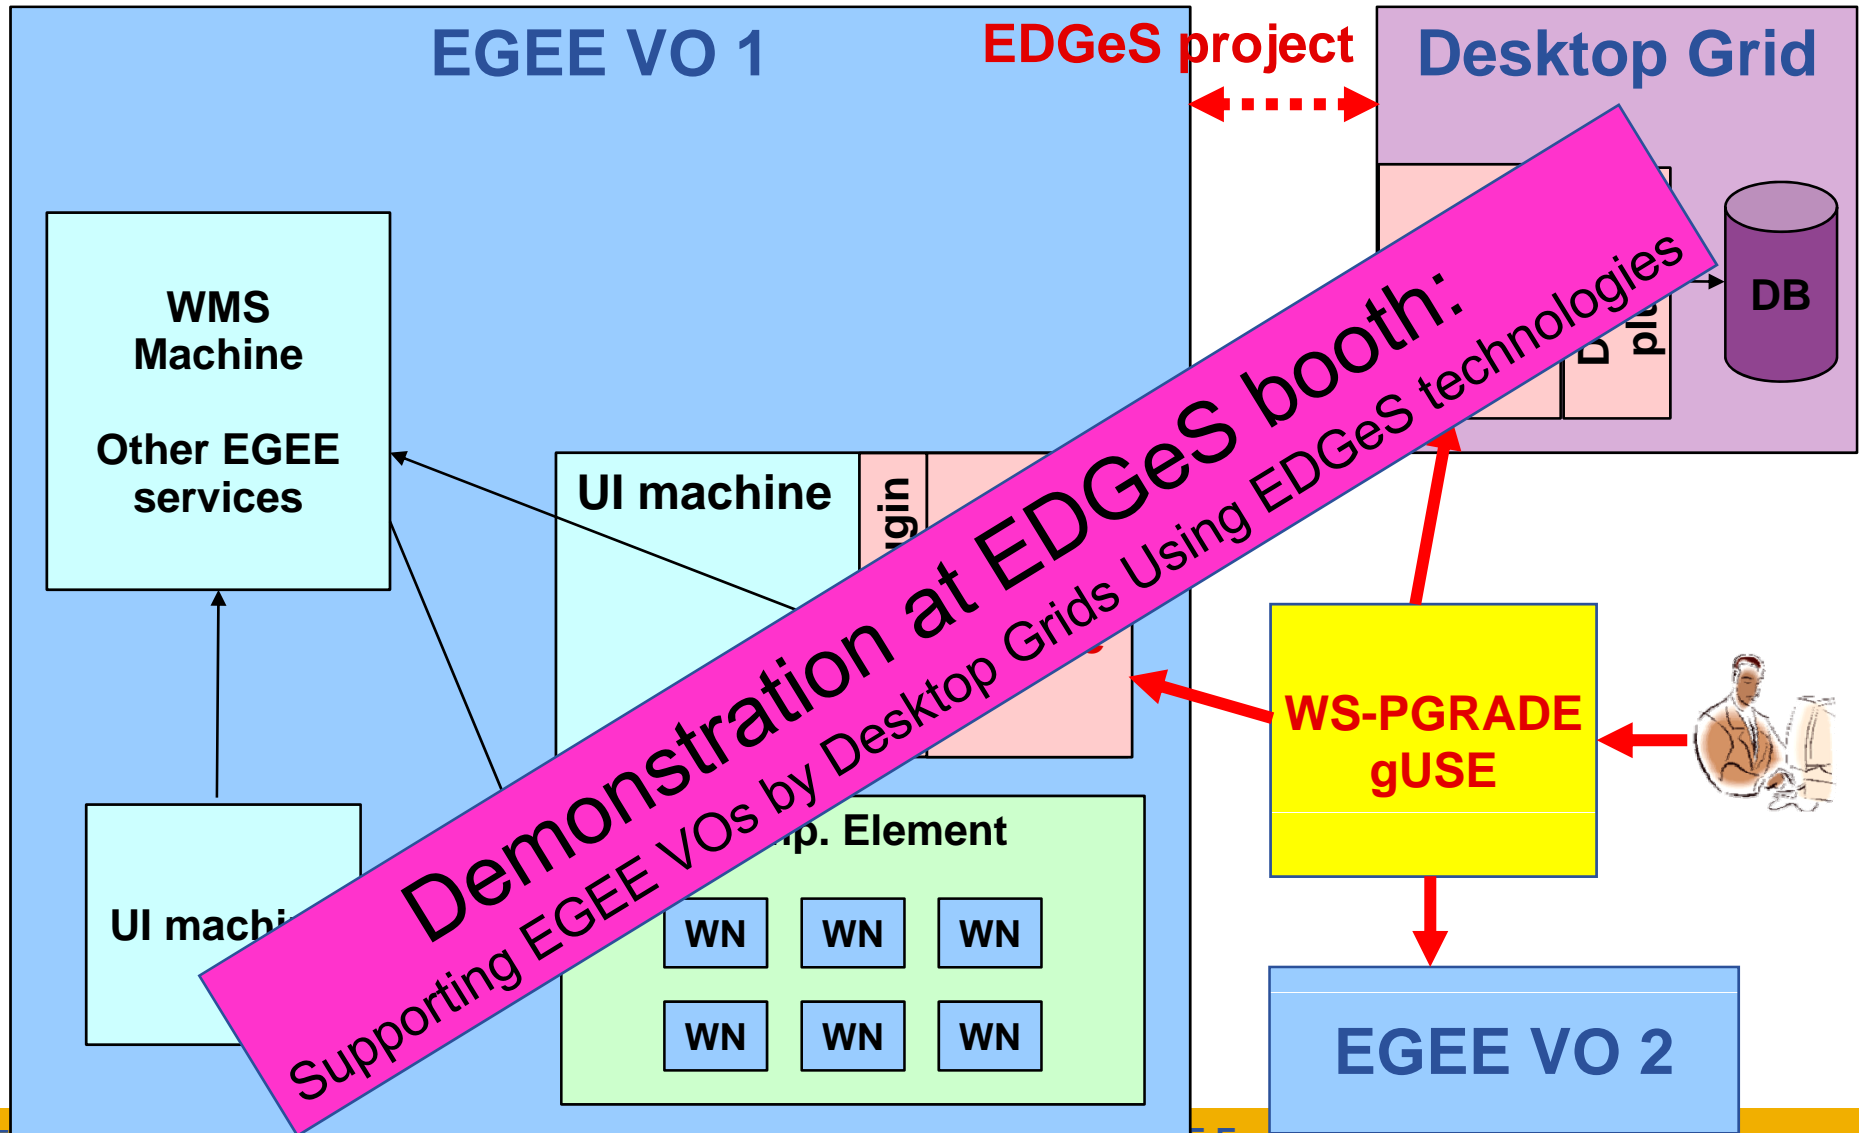 EGEE VO 1
EDGeS project
Desktop Grid
WMS
Machine
Other EGEE
services
UI machine
DB
Demonstration at EDGeS booth:
Supporting EGEE VOs by Desktop Grids Using EDGeS technologies
WS-PGRADE
gUSE
Element
UI
WN WN WN
WN WN WN
EGEE VO 2